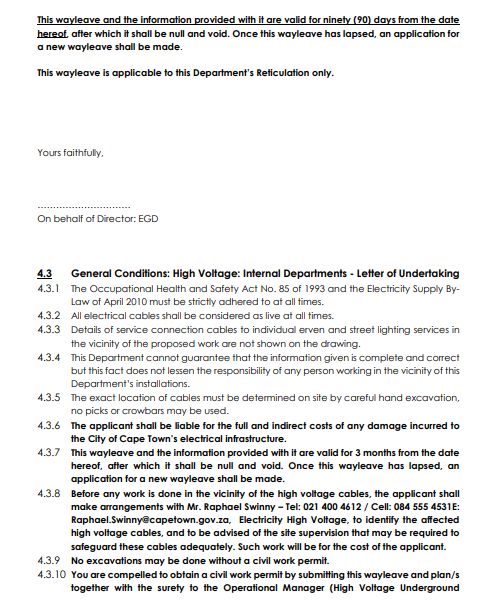 This wayleave and the information provided with it are valid for ninety (90) days from the date
hereof, after which it shall be null and void. Once this wayleave has lapsed, an application for
a new wayleave shall be made.
This wayleave is applicable to this Department's Reticulation only.
Yours faithfully,
..............................
On behalf of Director: EGD
4.3 General Conditions: High Voltage: Internal Departments - Letter of Undertaking
4.3.1 The Occupational Health and Safety Act No. 85 of 1993 and the Electricity Supply By-
Law of April 2010 must be strictly adhered to at all times.
4.3.2 All electrical cables shall be considered as live at all times.
4.3.3 Details of service connection cables to individual erven and street lighting services in
the vicinity of the proposed work are not shown on the drawing.
4.3.4 This Department cannot guarantee that the information given is complete and correct
but this fact does not lessen the responsibility of any person working in the vicinity of this
Department's installations.
4.3.5 The exact location of cables must be determined on site by careful hand excavation,
no picks or crowbars may be used.
4.3.6 The applicant shall be liable for the full and indirect costs of any damage incurred to
the City of Cape Town's electrical infrastructure.
4.3.7 This wayleave and the information provided with it are valid for 3 months from the date
hereof, after which it shall be null and void. Once this wayleave has lapsed, an
application for a new wayleave shall be made.
4.3.8 Before any work is done in the vicinity of the high voltage cables, the applicant shall
make arrangements with Mr. Raphael Swinny – Tel: 021 400 4612 / Cell: 084 555 4531E:
Raphael.Swinny@capetown.gov.za, Electricity High Voltage, to identify the affected
high voltage cables, and to be advised of the site supervision that may be required to
safeguard these cables adequately. Such work will be for the cost of the applicant.
4.3.9 No excavations may be done without a civil work permit.
4.3.10 You are compelled to obtain a civil work permit by submitting this wayleave and plan/s
together with the surety to the Operational Manager (High Voltage Underground